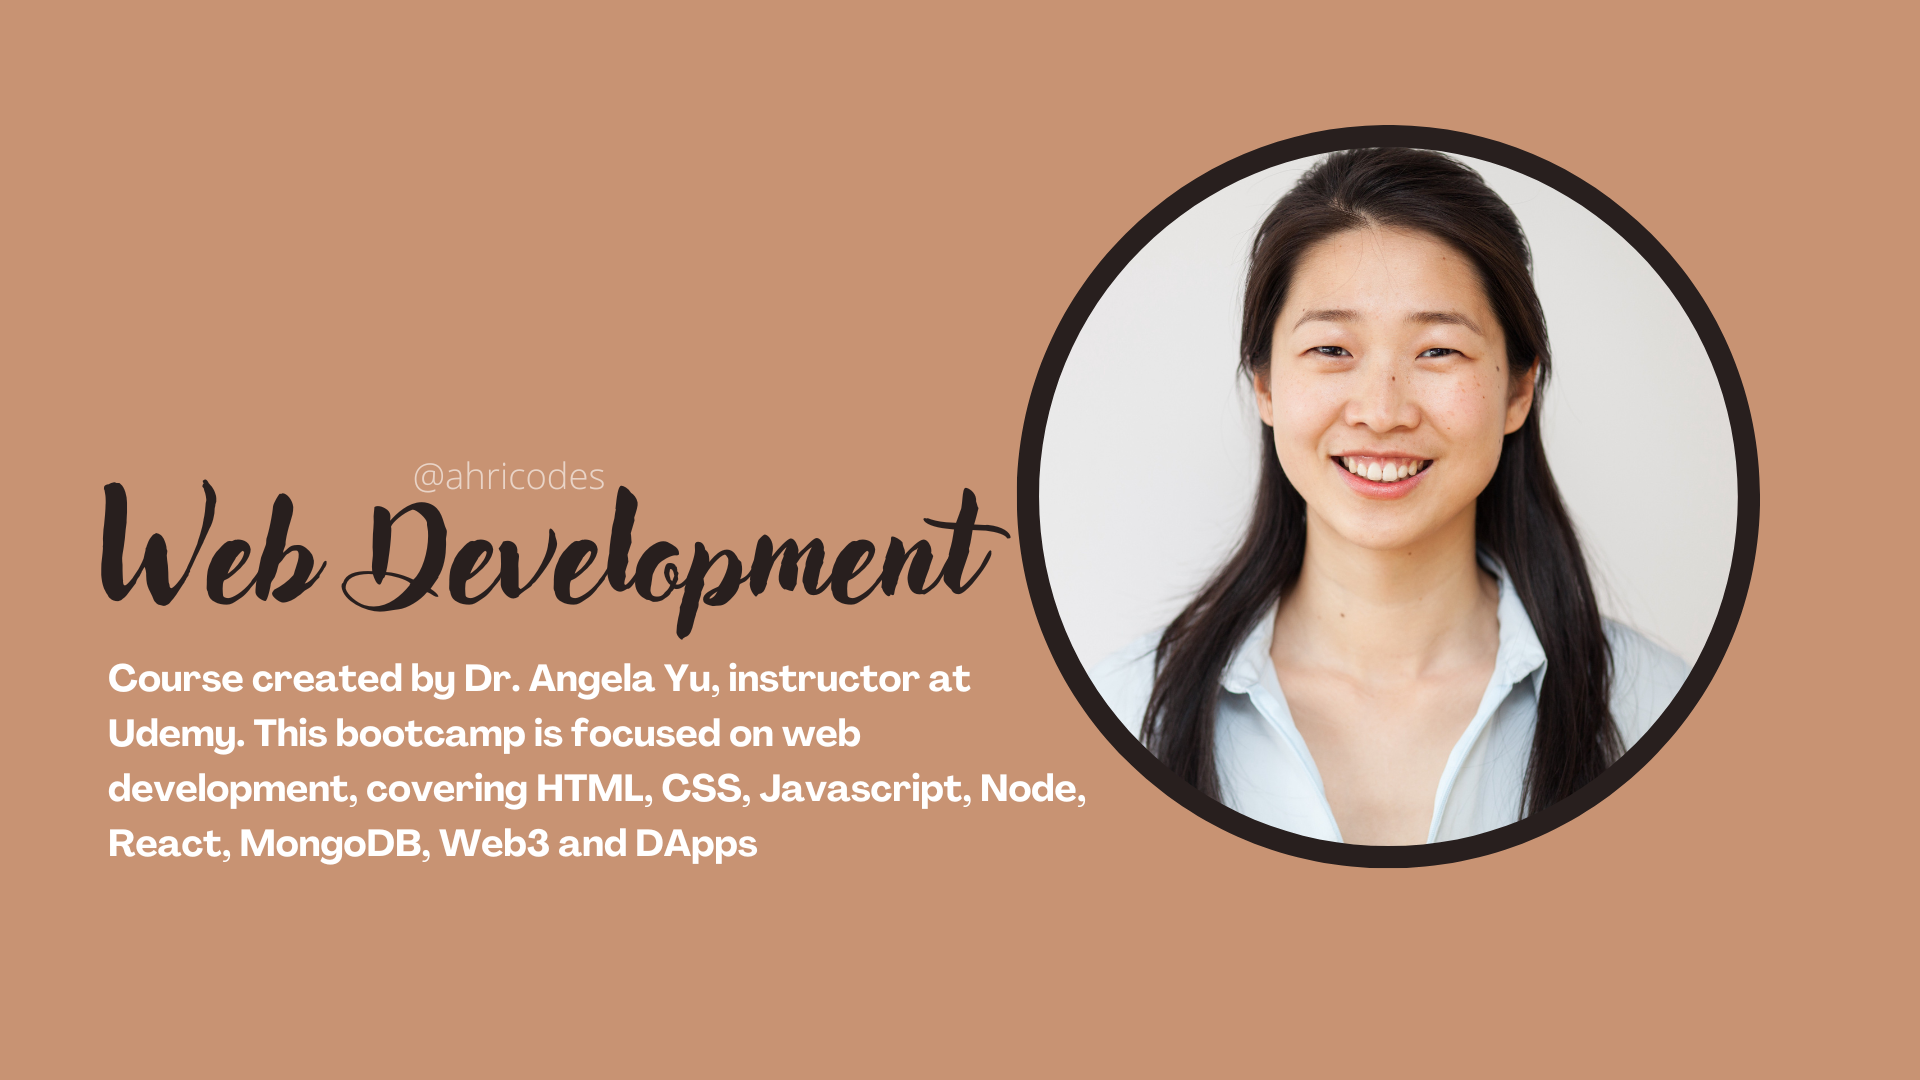 @ahricodes
Web Development
Course created by Dr. Angela Yu, instructor at
Udemy. This bootcamp is focused on web
development, covering HTML, CSS, Javascript, Node,
React, MongoDB, Web3 and DApps